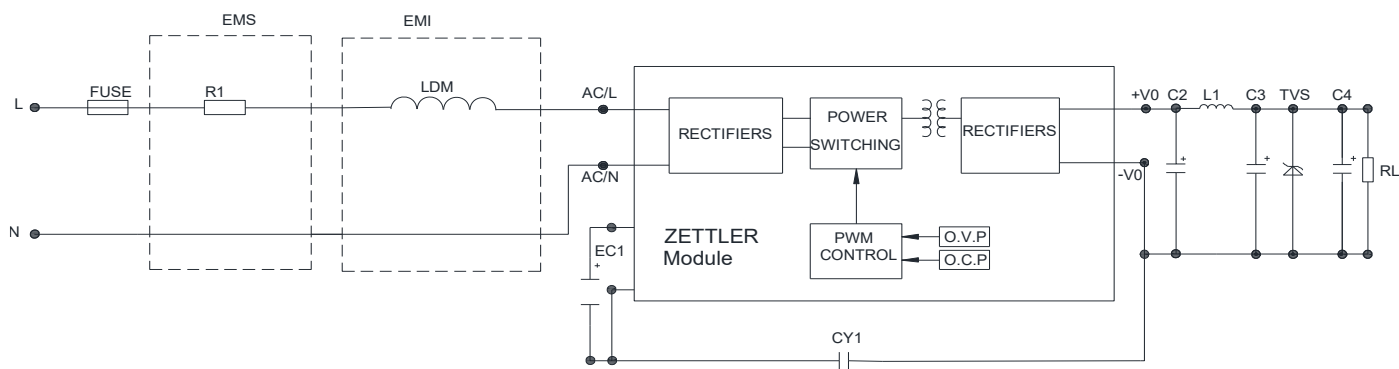 EMS
EMI
FUSE
R1
LDM
L
AC/L
RECTIFIERS
POWER
SWITCHING
RECTIFIERS
+V0
C2
L1
C3
TVS
C4
+
+
+
RL
AC/N
-V0
N
EC1
+
ZETTLER
Module
PWM
CONTROL
O.V.P
O.C.P
CY1